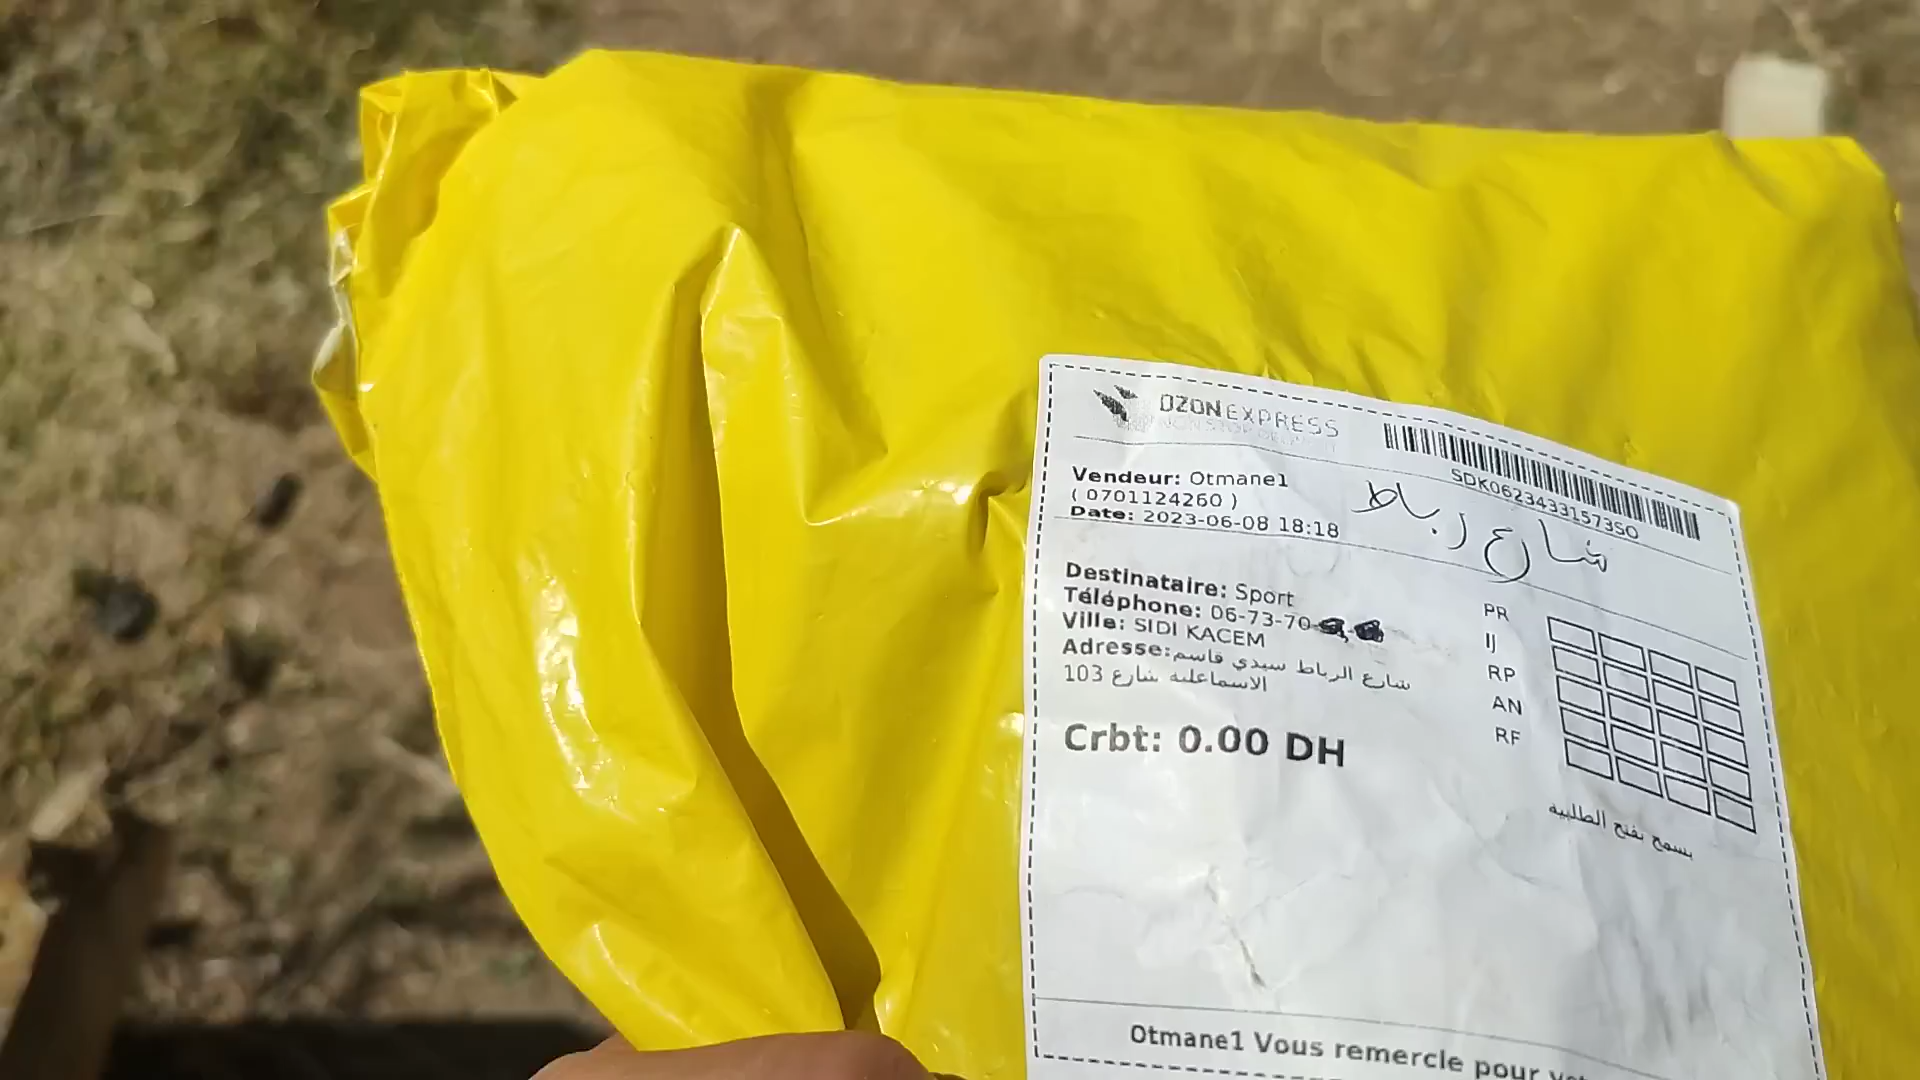 OZONEXPRESS
SDK06234331573SO
Vendeur: Otmane1
( 0701124260 )
Date: 2023-06-08 18:18
شارع رباط
Destinataire: Sport
Téléphone: 06-73-70-
Ville: SIDI KACEM
Adresse: شارع الرباط سيدي قاسم
الاسماعلية شارع 103
PR
IJ
RP
AN
RF
Crbt: 0.00 DH
يسمح بفتح الطلبية
Otmane1 Vous remercie pour